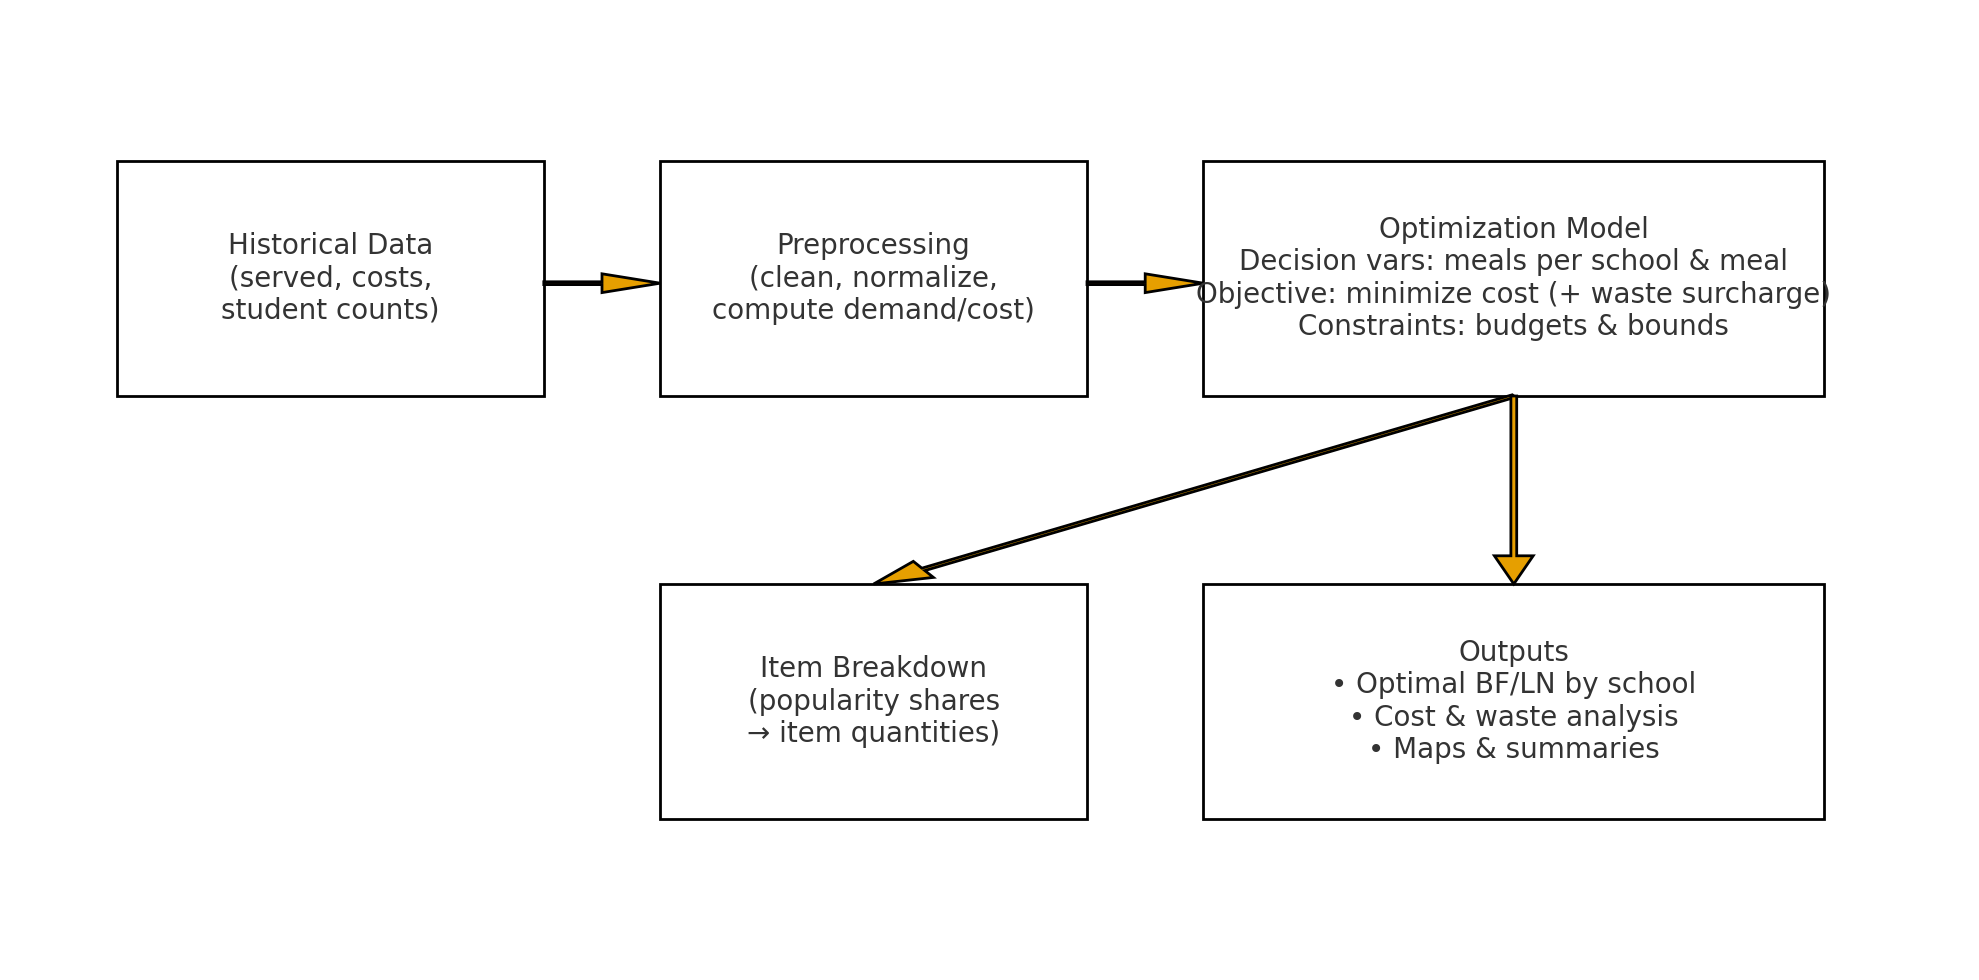 Historical Data
(served, costs,
student counts)
Preprocessing
(clean, normalize,
compute demand/cost)
Optimization Model
Decision vars: meals per school & meal
Objective: minimize cost (+ waste surcharge)
Constraints: budgets & bounds
Item Breakdown
(popularity shares
→ item quantities)
Outputs
• Optimal BF/LN by school
• Cost & waste analysis
• Maps & summaries